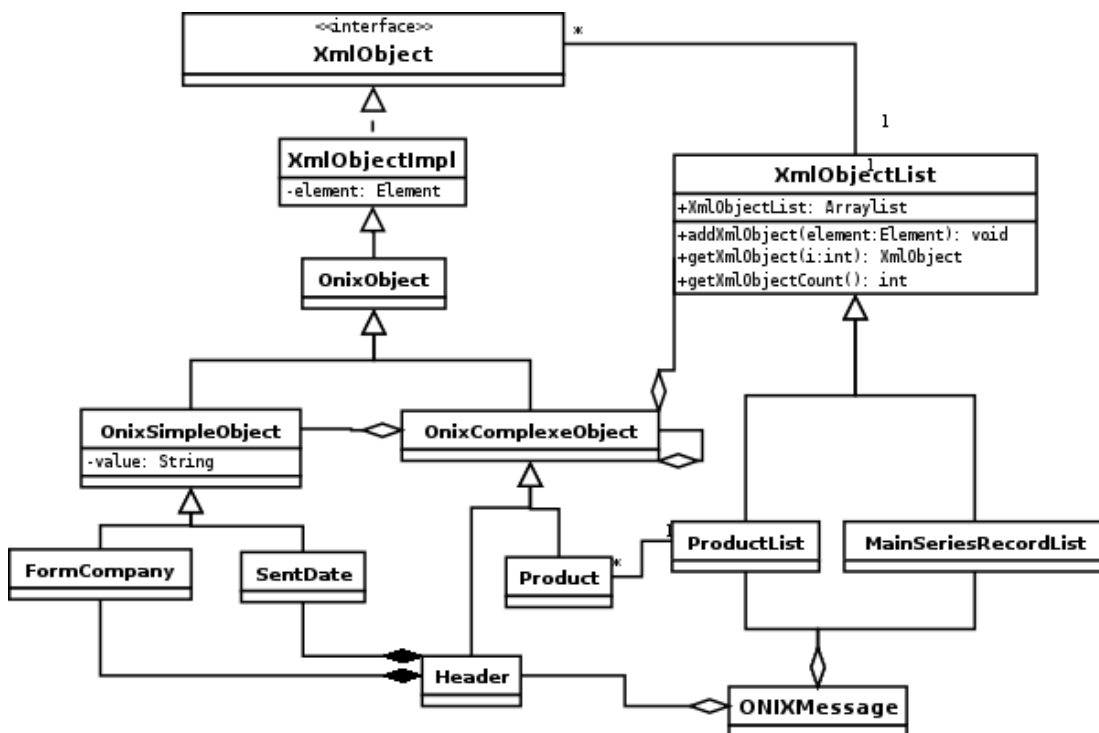 <<interface>>
XmlObject
*
1
XmlObjectImpl
-element: Element
1
XmlObjectList
+XmlObjectList: Arraylist
+addXmlObject(element:Element): void
+getXmlObject(i:int): XmlObject
+getXmlObjectCount(): int
OnixObject
OnixSimpleObject
-value: String
OnixComplexeObject
FormCompany
SentDate
Product
*
1
ProductList
MainSeriesRecordList
Header
ONIXMessage